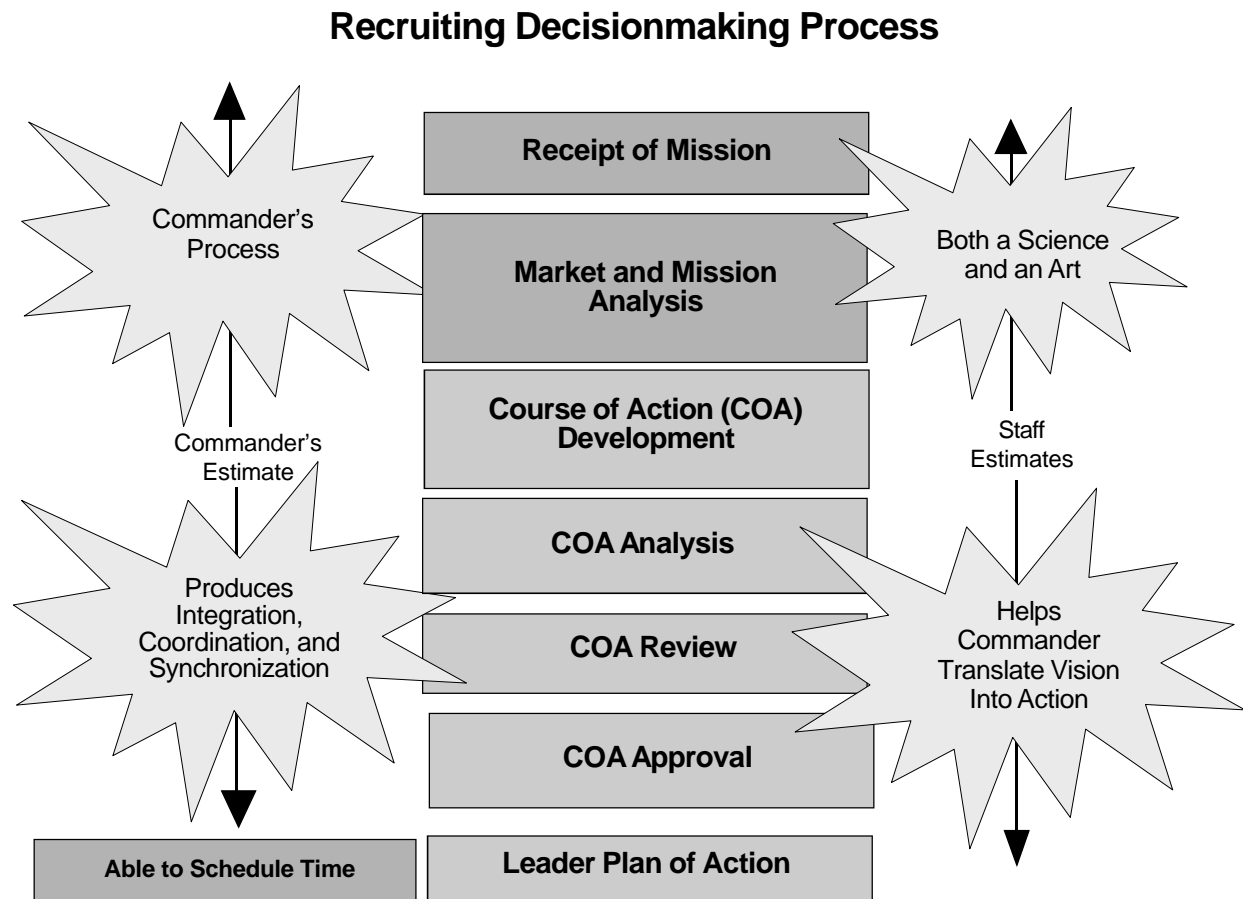 Recruiting Decisionmaking Process
Commander's
Process
Receipt of Mission
Both a Science
and an Art
Market and Mission
Analysis
Course of Action (COA)
Development
Commander's
Estimate
Staff
Estimates
COA Analysis
Produces
Integration,
Coordination, and
Synchronization
COA Review
Helps
Commander
Translate Vision
Into Action
COA Approval
Able to Schedule Time
Leader Plan of Action